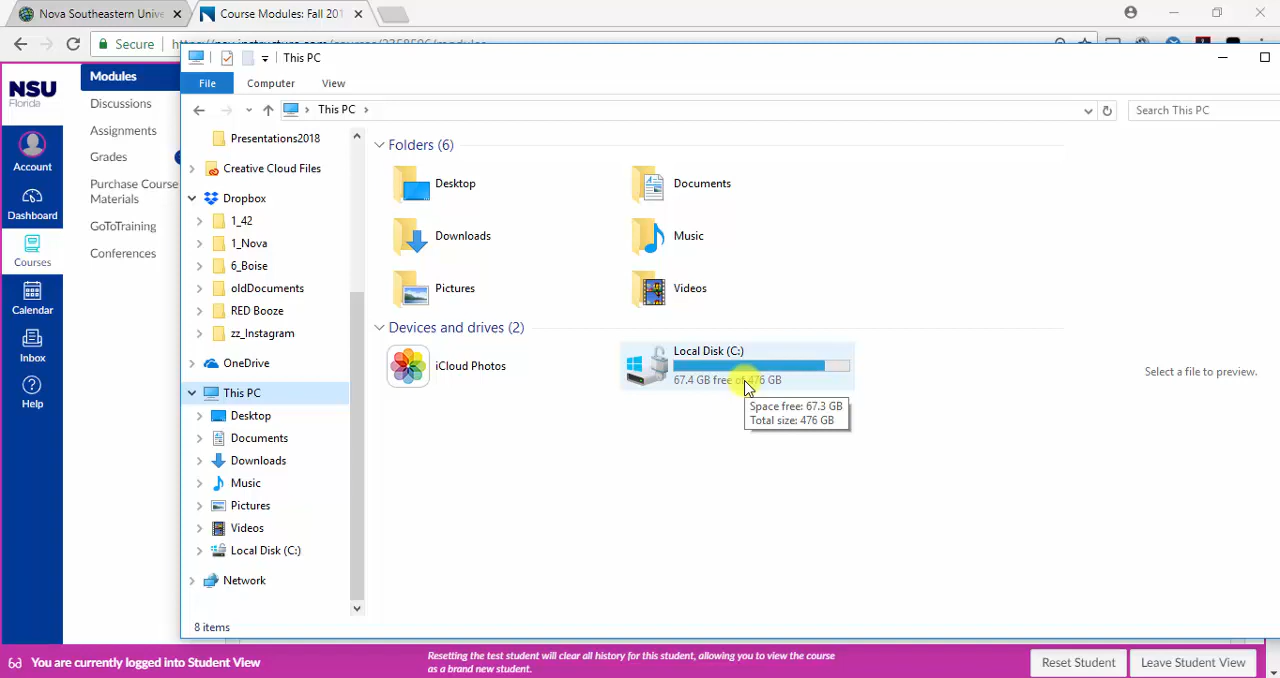 Nova Southeastern Unive
Course Modules: Fall 201
Secure
NSU
Florida
Account
Dashboard
Courses
Calendar
Inbox
Help
Modules
Discussions
Assignments
Grades
Purchase Course
Materials
GoToTraining
Conferences
This PC
File
Computer
View
This PC
Search This PC
Presentations2018
Creative Cloud Files
Dropbox
1_42
1_Nova
6_Boise
oldDocuments
RED Booze
zz_Instagram
OneDrive
This PC
Desktop
Documents
Downloads
Music
Pictures
Videos
Local Disk (C:)
Network
Folders (6)
Desktop
Documents
Downloads
Music
Pictures
Videos
Devices and drives (2)
iCloud Photos
Local Disk (C:)
67.4 GB free of 476 GB
Space free: 67.3 GB
Total size: 476 GB
Select a file to preview.
8 items
You are currently logged into Student View
Resetting the test student will clear all history for this student, allowing you to view the course
as a brand new student.
Reset Student
Leave Student View